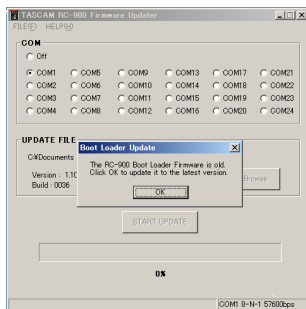 TASCAM RC-900 Firmware Updater
FILE(F) HELP(H)
COM
Off
COM1 COM5 COM9 COM13 COM17 COM21
COM2 COM6 COM10 COM14 COM18 COM22
COM3 COM7 COM11 COM15 COM19 COM23
COM4 COM8 COM12 COM16 COM20 COM24
UPDATE FILE
C:¥Documents
Boot Loader Update
The RC-900 Boot Loader Firmware is old.
Click OK to update it to the latest version.
OK
Version : 1.10
Build : 0036
Browse
START UPDATE
0%
COM1 8-N-1 57600bps